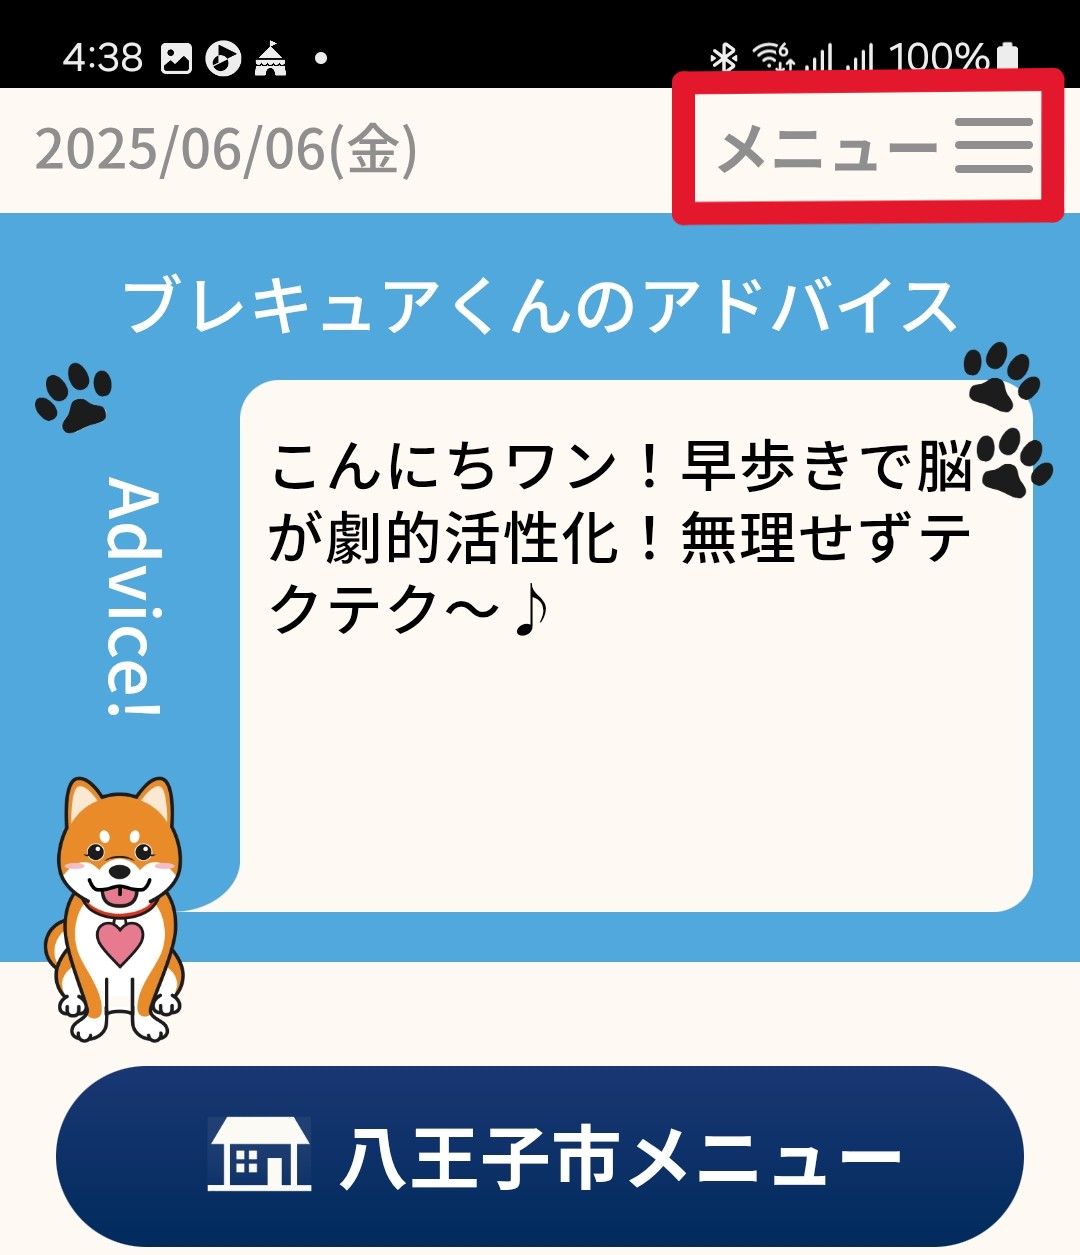 4:38 100%
2025/06/06(金) メニュー
ブレキュアくんのアドバイス
Advice!
こんにちワン！早歩きで脳
が劇的活性化！無理せずテ
クテク～♪
八王子市メニュー